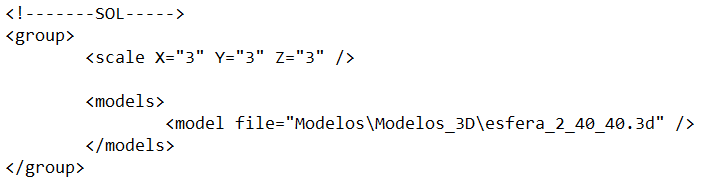 <!-------SOL----->
<group>
<scale X="3" Y="3" Z="3" />
<models>
<model file="Modelos\Modelos_3D\esfera_2_40_40.3d" />
</models>
</group>